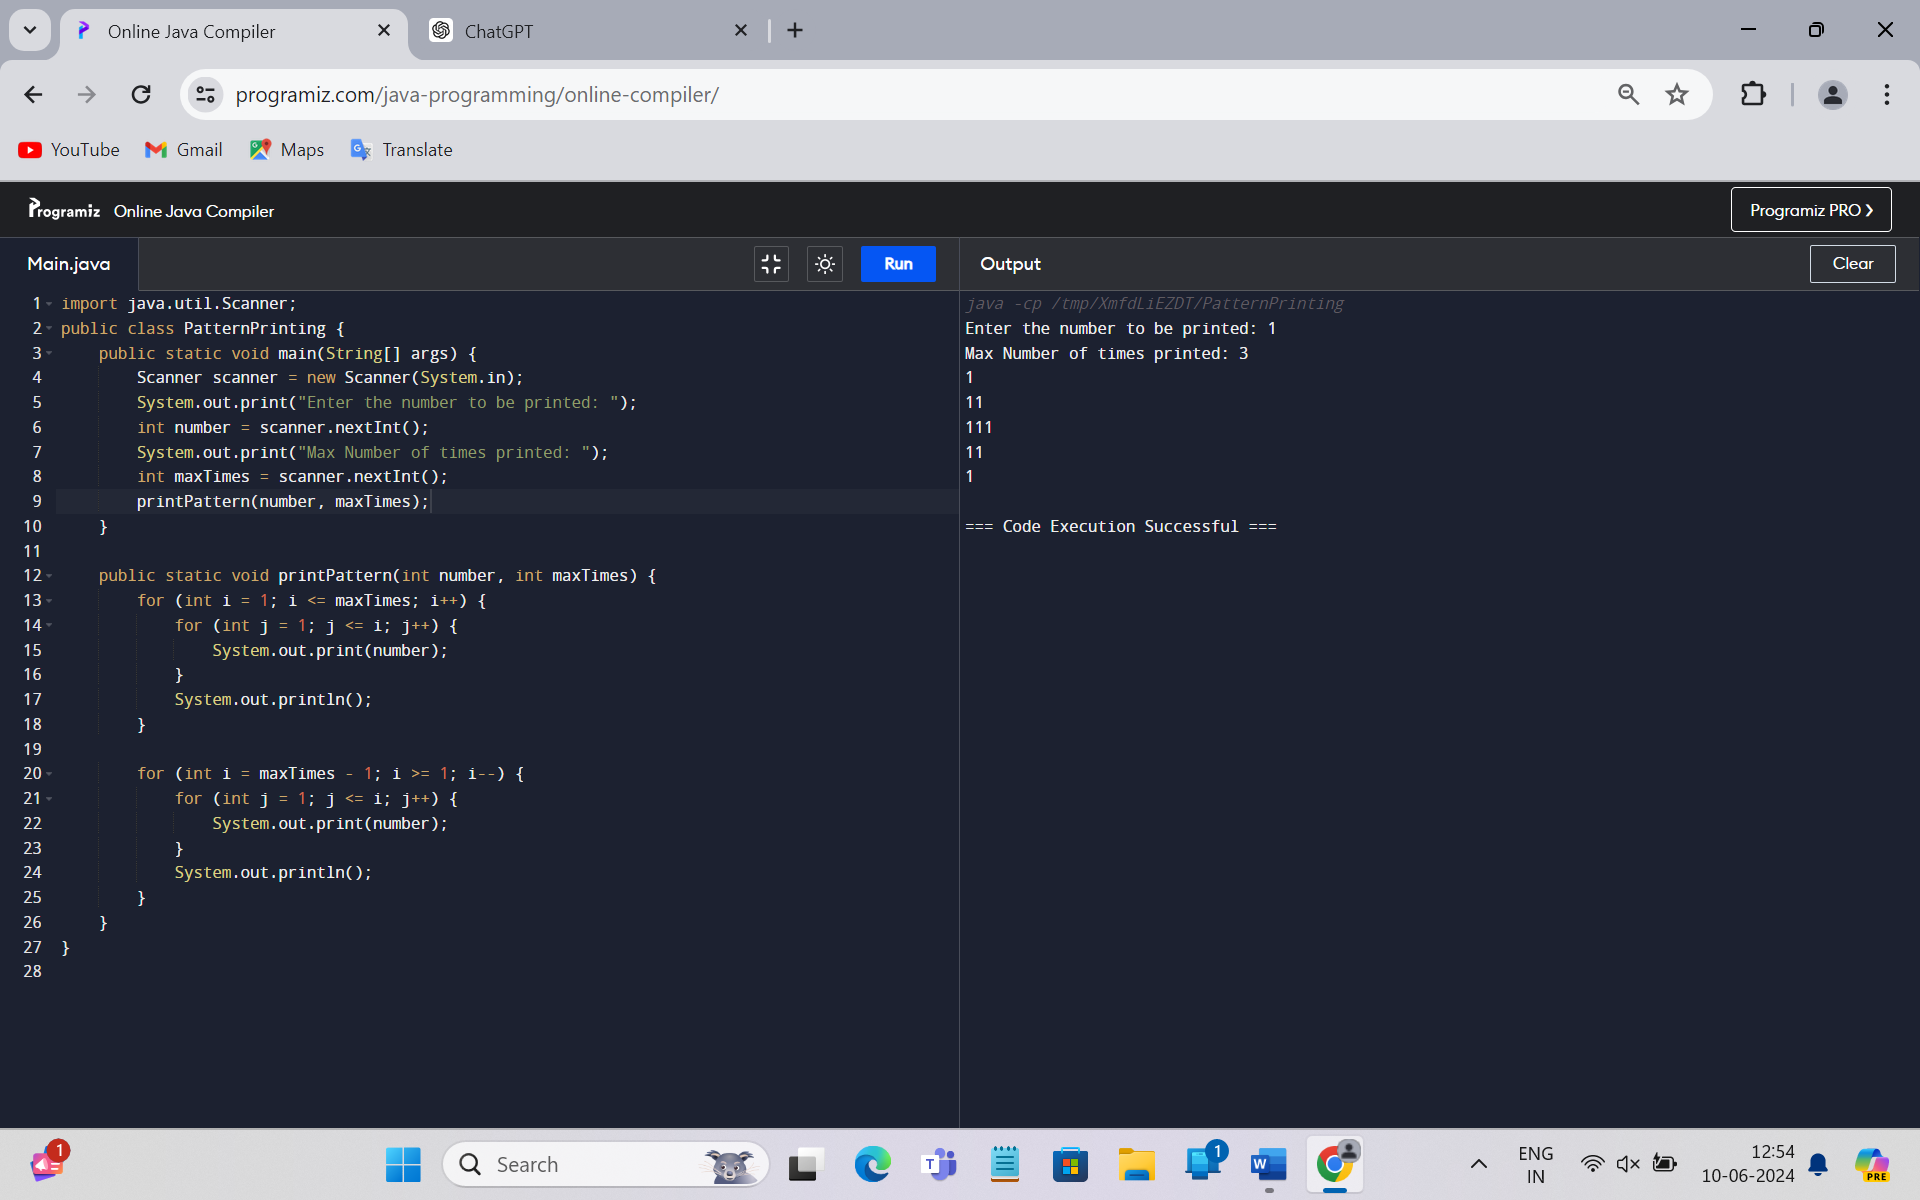 Online Java Compiler
ChatGPT
programiz.com/java-programming/online-compiler/
YouTube Gmail Maps Translate
Programiz Online Java Compiler
Programiz PRO ❯
Main.java
Run
1 import java.util.Scanner;
2 public class PatternPrinting {
3     public static void main(String[] args) {
4         Scanner scanner = new Scanner(System.in);
5         System.out.print("Enter the number to be printed: ");
6         int number = scanner.nextInt();
7         System.out.print("Max Number of times printed: ");
8         int maxTimes = scanner.nextInt();
9         printPattern(number, maxTimes);
10     }
11
12     public static void printPattern(int number, int maxTimes) {
13         for (int i = 1; i <= maxTimes; i++) {
14             for (int j = 1; j <= i; j++) {
15                 System.out.print(number);
16             }
17             System.out.println();
18         }
19
20         for (int i = maxTimes - 1; i >= 1; i--) {
21             for (int j = 1; j <= i; j++) {
22                 System.out.print(number);
23             }
24             System.out.println();
25         }
26     }
27 }
28
Output
Clear
java -cp /tmp/XmfdLiEZDT/PatternPrinting
Enter the number to be printed: 1
Max Number of times printed: 3
1
11
111
11
1
=== Code Execution Successful ===
1
Search
T
1
W
ENG
IN
12:54
10-06-2024
PRE